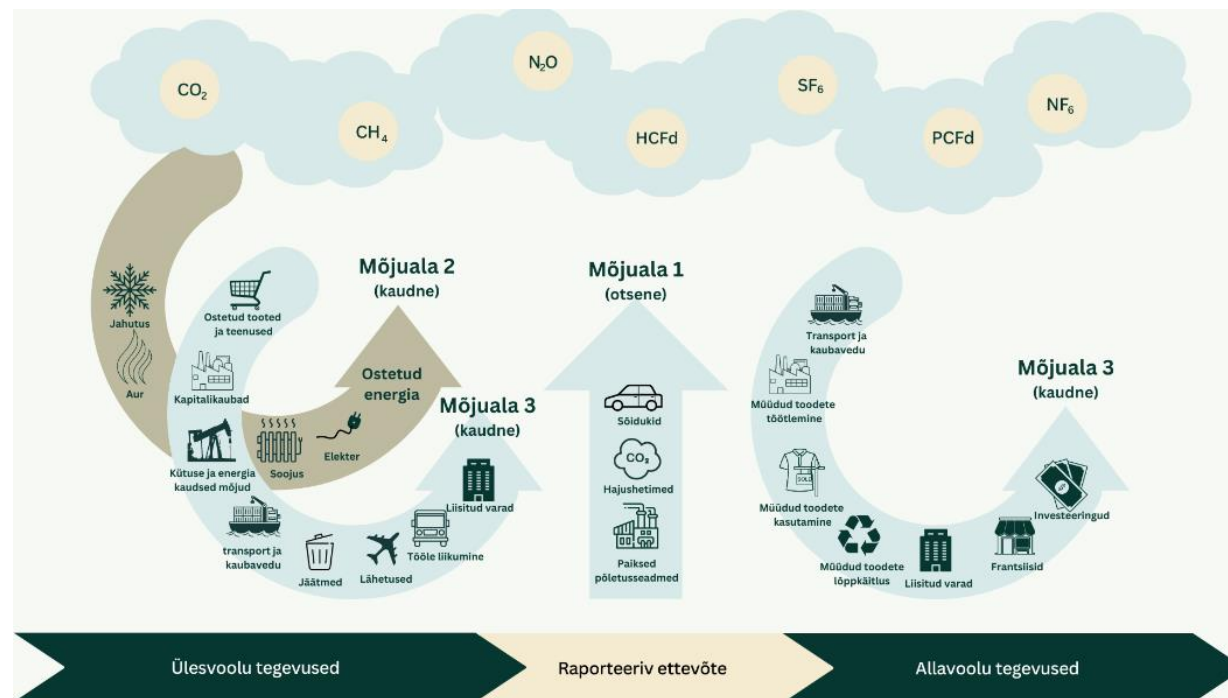 CO₂
CH₄
N₂O
HCFd
SF₆
PCFd
NF₆
Mõjuala 2
(kaudne)
Jahutus
Aur
Ostetud tooted
ja teenused
Kapitalikaubad
Kütuse ja energia
kaudsed mõjud
Soojus
Elekter
Ostetud
energia
Mõjuala 3
(kaudne)
transport ja
kaubavedu
Jäätmed
Lähetused
Tööle liikumine
Liisitud varad
Mõjuala 1
(otsene)
Sõidukid
CO₂
Hajushetimed
Paiksed
põletusseadmed
Transport ja
kaubavedu
Müüdud toodete
töötlemine
SOLD
Müüdud toodete
kasutamine
Müüdud toodete
lõppkäitlus
Liisitud varad
Frantsiisid
Investeeringud
Mõjuala 3
(kaudne)
Ülesvoolu tegevused
Raporteeriv ettevõte
Allavoolu tegevused